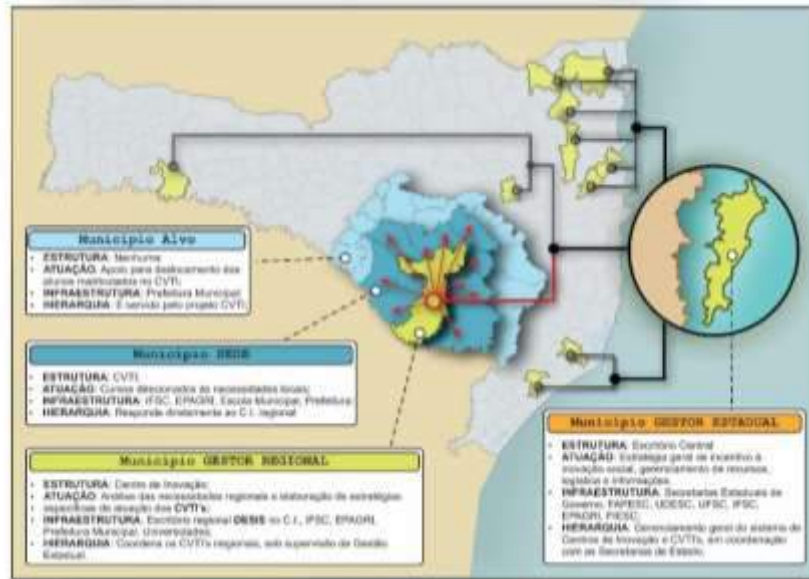 Município Alvo
• ESTRUTURA: Nenhuma;
• ATUAÇÃO: Apoio para deslocamento dos
alunos matriculados no CVTI;
• INFRAESTRUTURA: Prefeitura Municipal;
• HIERARQUIA: É servido pelo projeto CVTI;
Município SEDE
• ESTRUTURA: CVTI;
• ATUAÇÃO: Cursos direcionados às necessidades locais;
• INFRAESTRUTURA: IFSC, EPAGRI, Escola Municipal, Prefeitura
• HIERARQUIA: Responde diretamente ao C.I. regional
Município GESTOR REGIONAL
• ESTRUTURA: Centro de Inovação;
• ATUAÇÃO: Análise das necessidades regionais e elaboração de estratégias
específicas de atuação dos CVTI's;
• INFRAESTRUTURA: Escritório regional DESIS no C.I., IFSC, EPAGRI,
Prefeitura Municipal, Universidades;
• HIERARQUIA: Coordena os CVTI's regionais, sob supervisão da Gestão
Estadual.
Município GESTOR ESTADUAL
• ESTRUTURA: Escritório Central
• ATUAÇÃO: Estratégia geral de incentivo à
inovação social, gerenciamento de recursos,
logística e informações.
• INFRAESTRUTURA: Secretarias Estaduais de
Governo, FAPESC, UDESC, UFSC, IFSC,
EPAGRI, FIESC;
• HIERARQUIA: Gerenciamento geral do sistema de
Centros de Inovação e CVTI's, em coordenação
com as Secretarias de Estado.